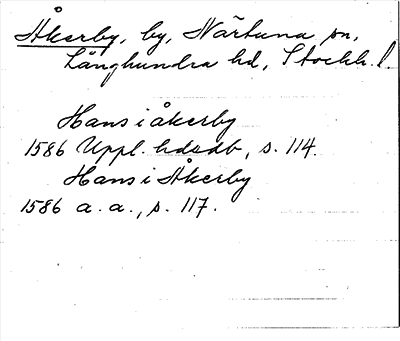 Åkerby, by, Närtuna sn,
Långhundra hd, Stockh. l.
Hans i åkerby
1586 Uppl. hdsdb, s. 114.
Hans i Åkerby
1586 a. a., s. 117.